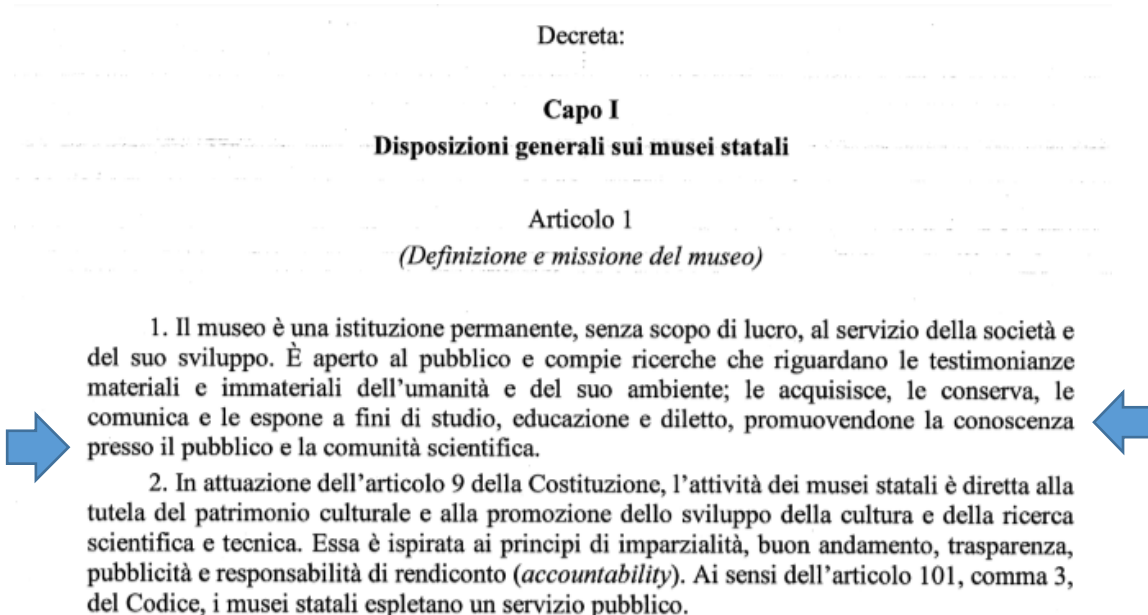 Decreta:
Capo I
Disposizioni generali sui musei statali
Articolo 1
(Definizione e missione del museo)
1. Il museo è una istituzione permanente, senza scopo di lucro, al servizio della società e
del suo sviluppo. È aperto al pubblico e compie ricerche che riguardano le testimonianze
materiali e immateriali dell'umanità e del suo ambiente; le acquisisce, le conserva, le
comunica e le espone a fini di studio, educazione e diletto, promuovendone la conoscenza
presso il pubblico e la comunità scientifica.
2. In attuazione dell'articolo 9 della Costituzione, l'attività dei musei statali è diretta alla
tutela del patrimonio culturale e alla promozione dello sviluppo della cultura e della ricerca
scientifica e tecnica. Essa è ispirata ai principi di imparzialità, buon andamento, trasparenza,
pubblicità e responsabilità di rendiconto (accountability). Ai sensi dell'articolo 101, comma 3,
del Codice, i musei statali espletano un servizio pubblico.